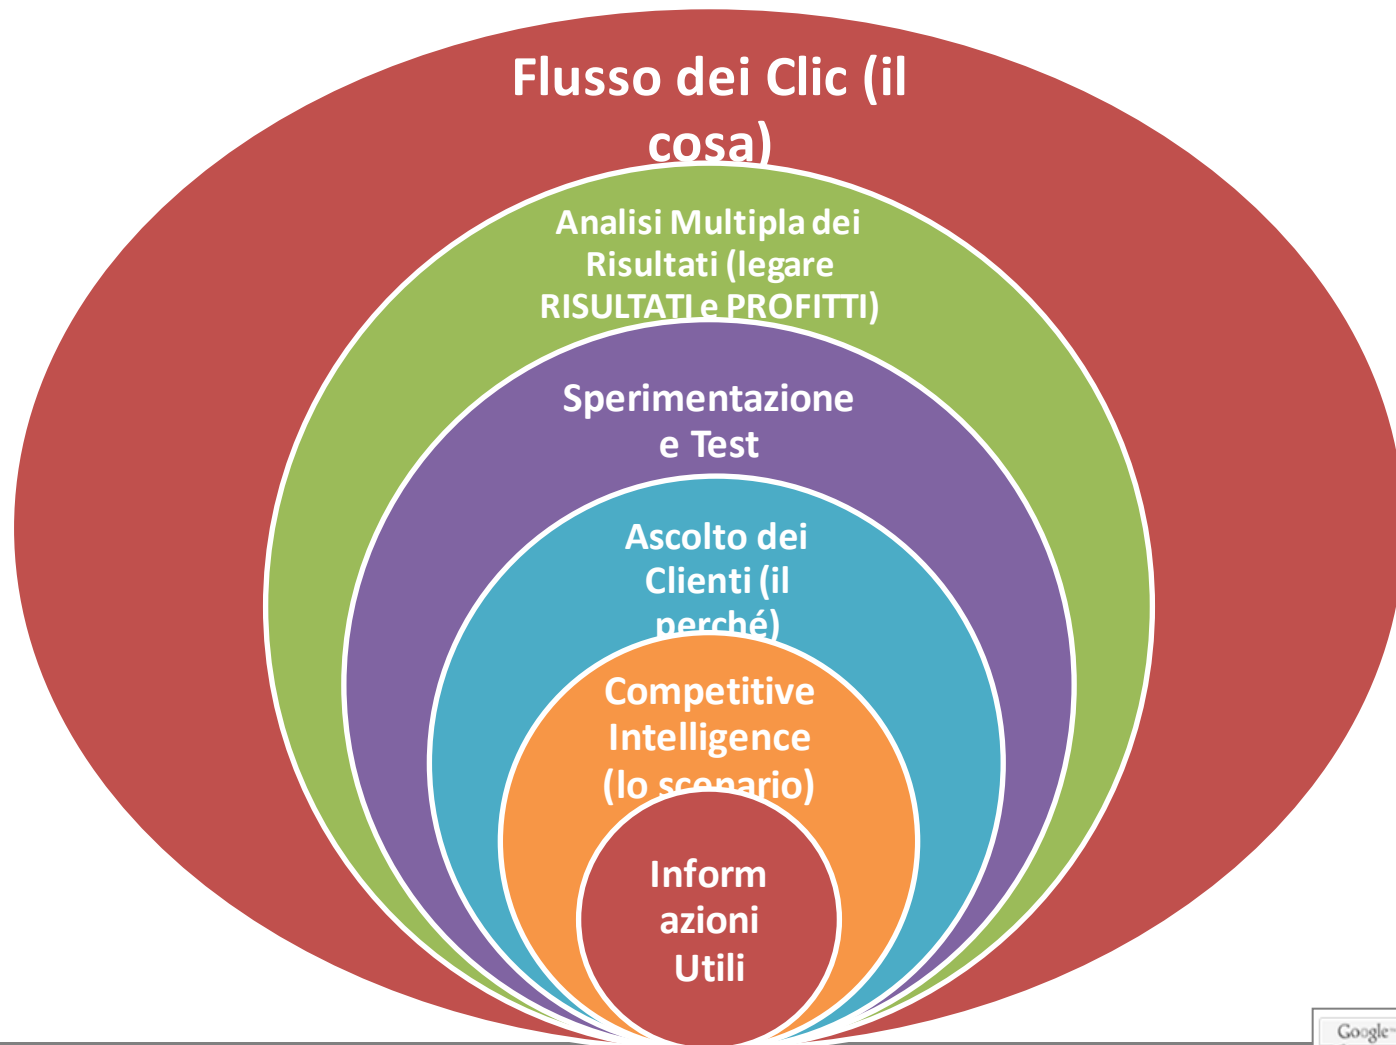 Flusso dei Clic (il
cosa)
Analisi Multipla dei
Risultati (legare
RISULTATI e PROFITTI)
Sperimentazione
e Test
Ascolto dei
Clienti (il
perché)
Competitive
Intelligence
(lo scenario)
Inform
azioni
Utili
Google